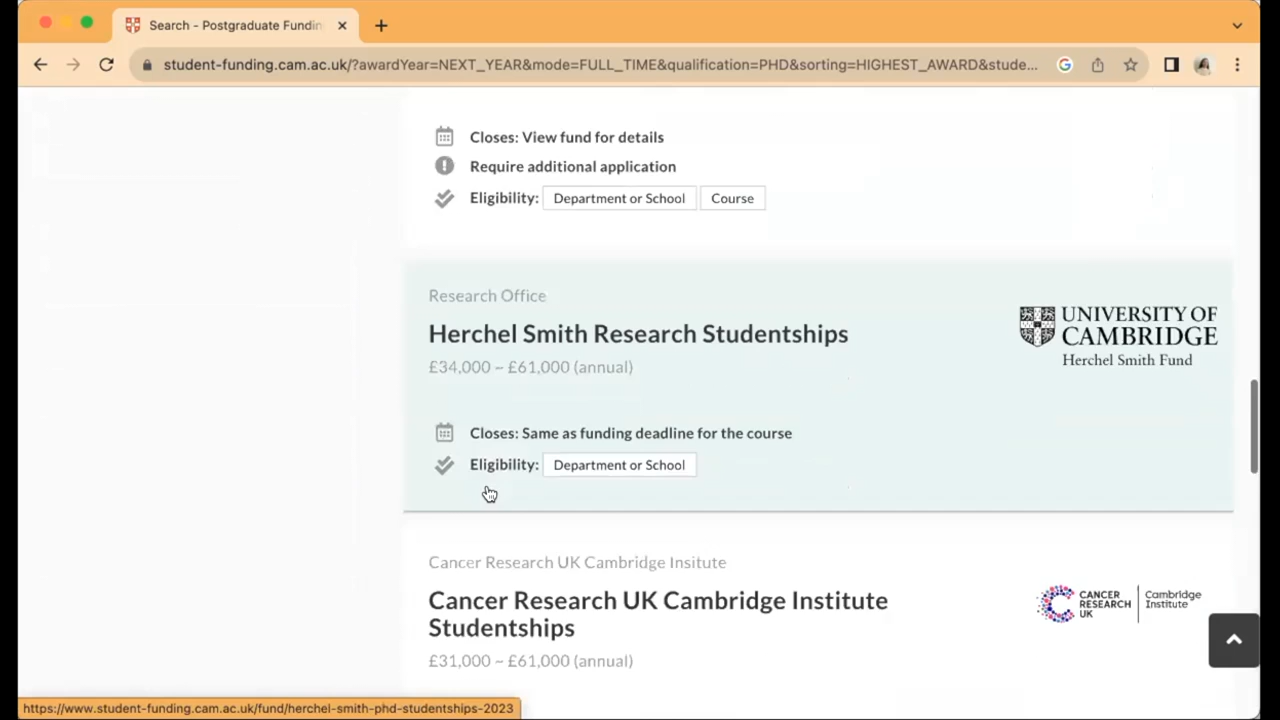 Search - Postgraduate Fundin
student-funding.cam.ac.uk/?awardYear=NEXT_YEAR&mode=FULL_TIME&qualification=PHD&sorting=HIGHEST_AWARD&stude...
Closes: View fund for details
Require additional application
Eligibility: Department or School Course
Research Office
Herchel Smith Research Studentships
£34,000 ~ £61,000 (annual)
UNIVERSITY OF
CAMBRIDGE
Herchel Smith Fund
Closes: Same as funding deadline for the course
Eligibility: Department or School
Cancer Research UK Cambridge Insitute
Cancer Research UK Cambridge Institute
Studentships
£31,000 ~ £61,000 (annual)
CANCER
RESEARCH
UK
Cambridge
Institute
https://www.student-funding.cam.ac.uk/fund/herchel-smith-phd-studentships-2023